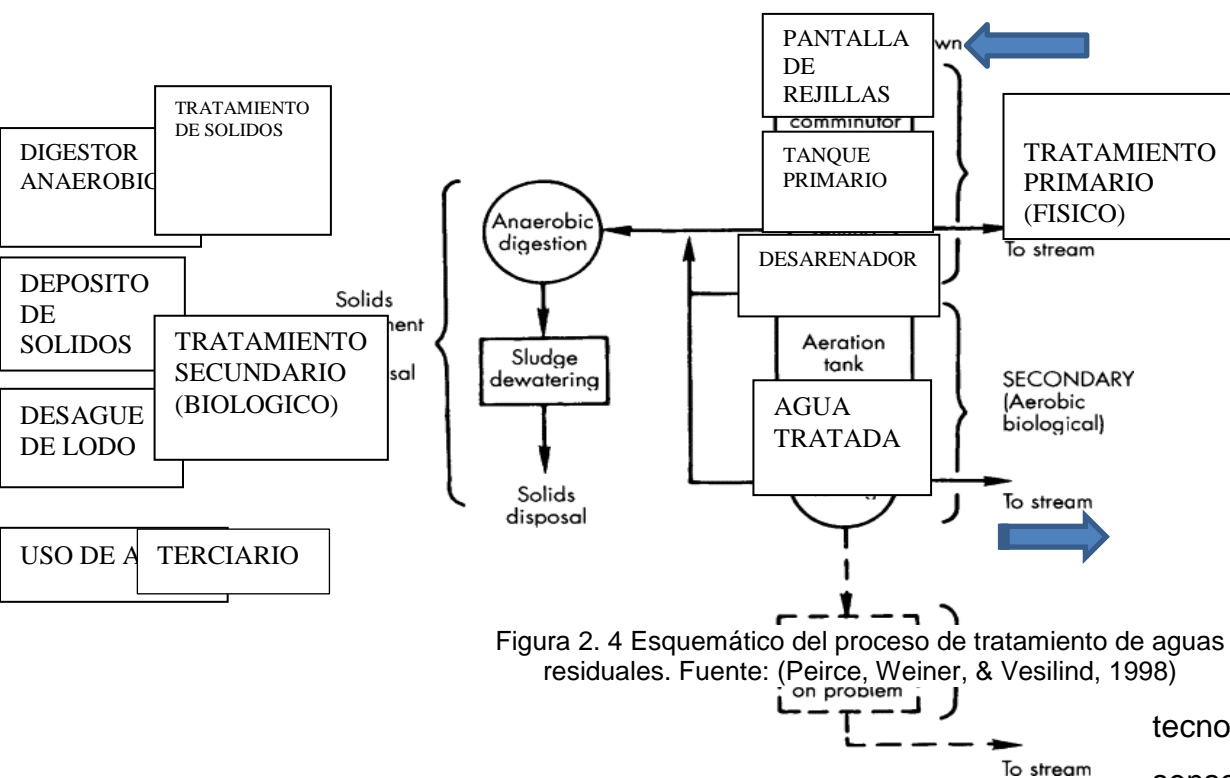 PANTALLA
DE
REJILLAS
comminutor
TANQUE
PRIMARIO
TRATAMIENTO
PRIMARIO
(FISICO)
To stream
DESARENADOR
TRATAMIENTO
DE SOLIDOS
DIGESTOR
DEPOSITO
DE
SOLIDOS
TRATAMIENTO
SECUNDARIO
(BIOLOGICO)
DESAGUE
DE LODO
USO DE A
TERCIARIO
Solids
Anaerobic
digestion
Sludge
dewatering
Solids
disposal
Aeration
tank
AGUA
TRATADA
SECONDARY
(Aerobic
biological)
To stream
Figura 2. 4 Esquemático del proceso de tratamiento de aguas
residuales. Fuente: (Peirce, Weiner, & Vesilind, 1998)
on problem
To stream
tecno